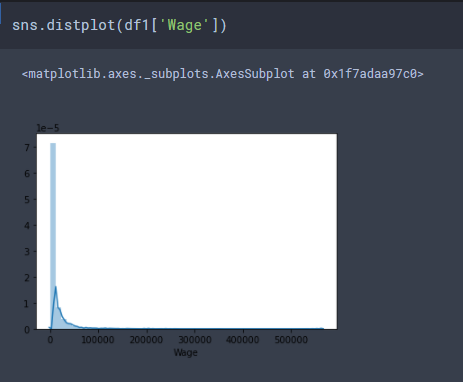 sns.distplot(df1['Wage'])
<matplotlib.axes._subplots.AxesSubplot at 0x1f7adaa97c0>
1e−5
7
6
5
4
3
2
1
0
0 100000 200000 300000 400000 500000
Wage